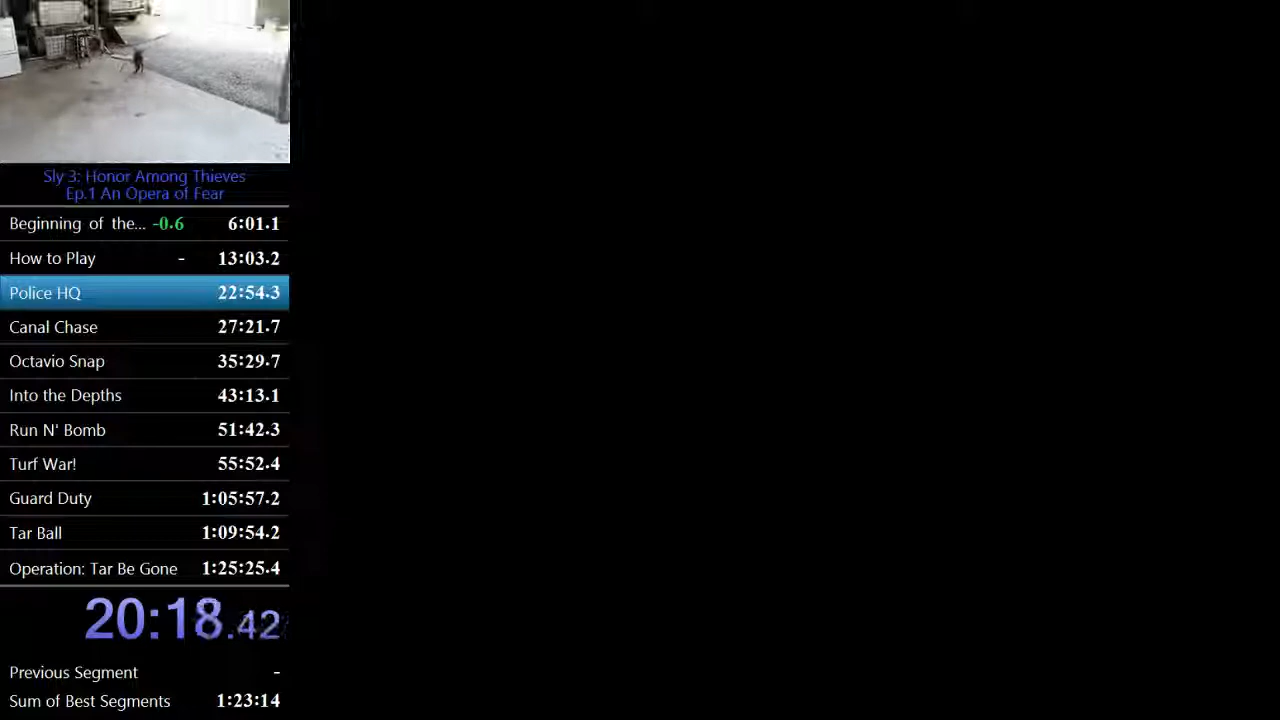 Sly 3: Honor Among Thieves
Ep.1 An Opera of Fear
Beginning of the... -0.6 6:01.1
How to Play - 13:03.2
Police HQ 22:54.3
Canal Chase 27:21.7
Octavio Snap 35:29.7
Into the Depths 43:13.1
Run N' Bomb 51:42.3
Turf War! 55:52.4
Guard Duty 1:05:57.2
Tar Ball 1:09:54.2
Operation: Tar Be Gone 1:25:25.4
20:18.42
Previous Segment -
Sum of Best Segments 1:23:14